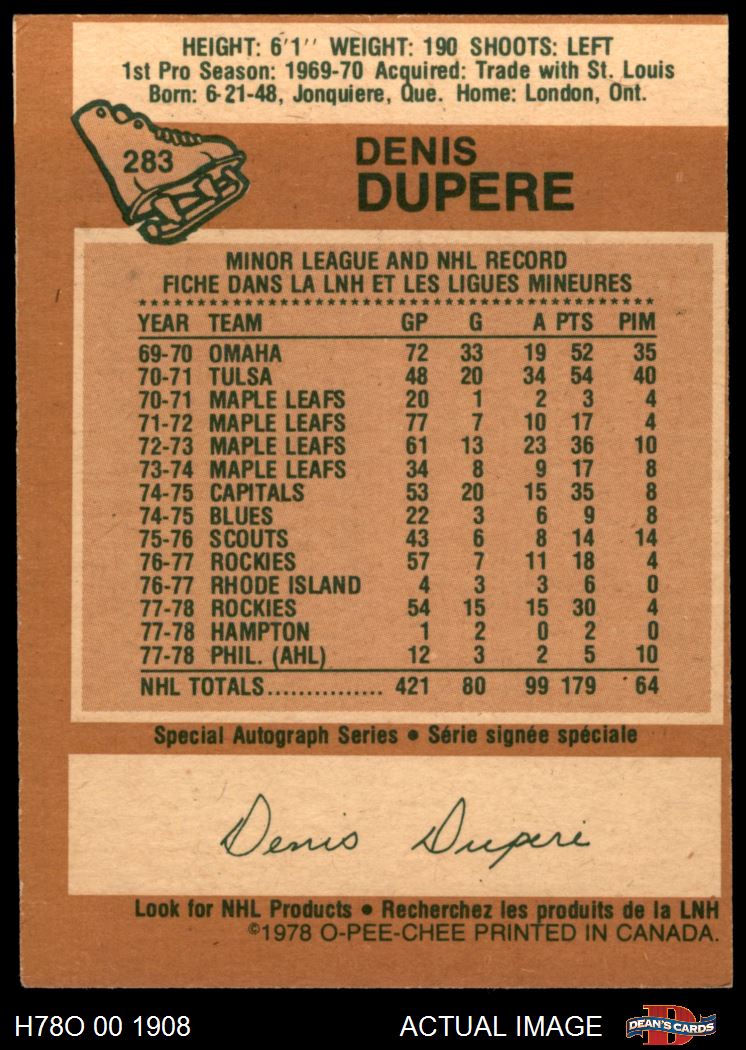 HEIGHT: 6'1'' WEIGHT: 190 SHOOTS: LEFT
1st Pro Season: 1969-70 Acquired: Trade with St. Louis
Born: 6-21-48, Jonquiere, Que. Home: London, Ont.
283
DENIS
DUPERE
MINOR LEAGUE AND NHL RECORD
FICHE DANS LA LNH ET LES LIGUES MINEURES
YEAR TEAM GP G A PTS PIM
69-70 OMAHA 72 33 19 52 35
70-71 TULSA 48 20 34 54 40
70-71 MAPLE LEAFS 20 1 2 3 4
71-72 MAPLE LEAFS 77 7 10 17 4
72-73 MAPLE LEAFS 61 13 23 36 10
73-74 MAPLE LEAFS 34 8 9 17 8
74-75 CAPITALS 53 20 15 35 8
74-75 BLUES 22 3 6 9 8
75-76 SCOUTS 43 6 8 14 14
76-77 ROCKIES 57 7 11 18 4
76-77 RHODE ISLAND 4 3 3 6 0
77-78 ROCKIES 54 15 15 30 4
77-78 HAMPTON 1 2 0 2 0
77-78 PHIL. (AHL) 12 3 2 5 10
NHL TOTALS............... 421 80 99 179 64
Special Autograph Series • Série signée spéciale
Denis Dupere
Look for NHL Products • Recherchez les produits de la LNH
©1978 O-PEE-CHEE PRINTED IN CANADA.
H78O 00 1908 ACTUAL IMAGE D DEAN'S CARDS